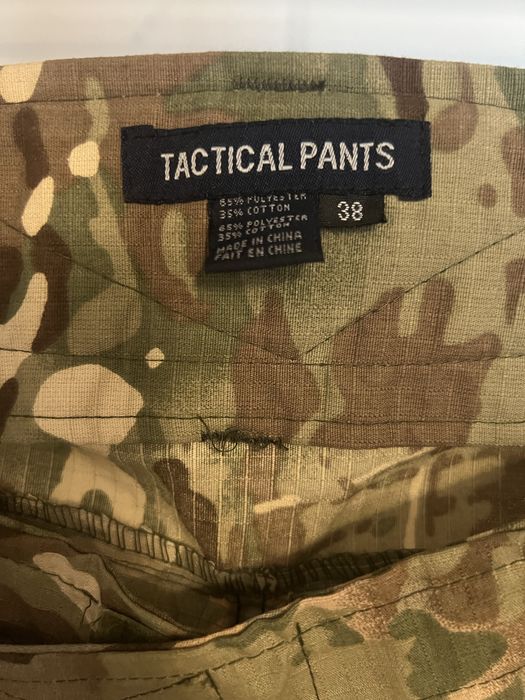 TACTICAL PANTS
65% POLYESTER
35% COTTON
38
65% POLYESTER
35% COTTON
MADE IN CHINA
FAIT EN CHINE